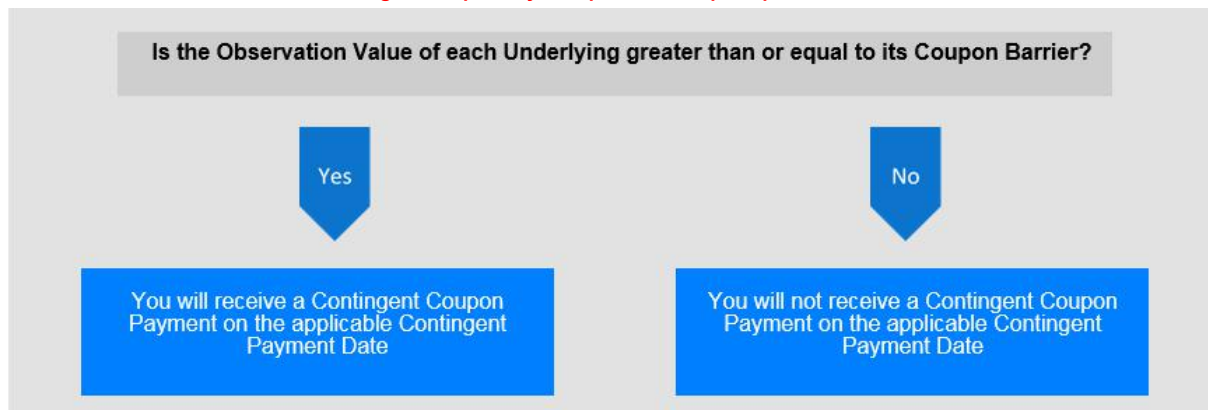 Is the Observation Value of each Underlying greater than or equal to its Coupon Barrier?
Yes
No
You will receive a Contingent Coupon
Payment on the applicable Contingent
Payment Date
You will not receive a Contingent Coupon
Payment on the applicable Contingent
Payment Date